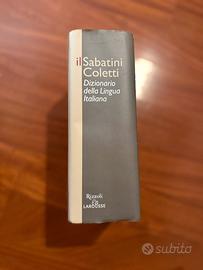 il Sabatini
Coletti
Dizionario
della Lingua
Italiana
Rizzoli
LAROUSSE
subito